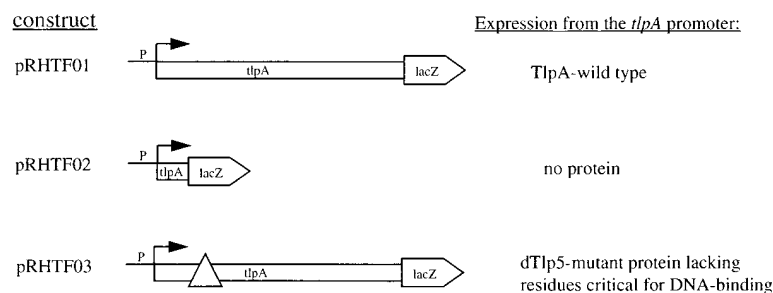 construct
Expression from the tlpA promoter:
P
pRHTF01
tlpA
lacZ
TlpA-wild type
P
pRHTF02
tlpA
lacZ
no protein
P
pRHTF03
tlpA
lacZ
dTlp5-mutant protein lacking
residues critical for DNA-binding